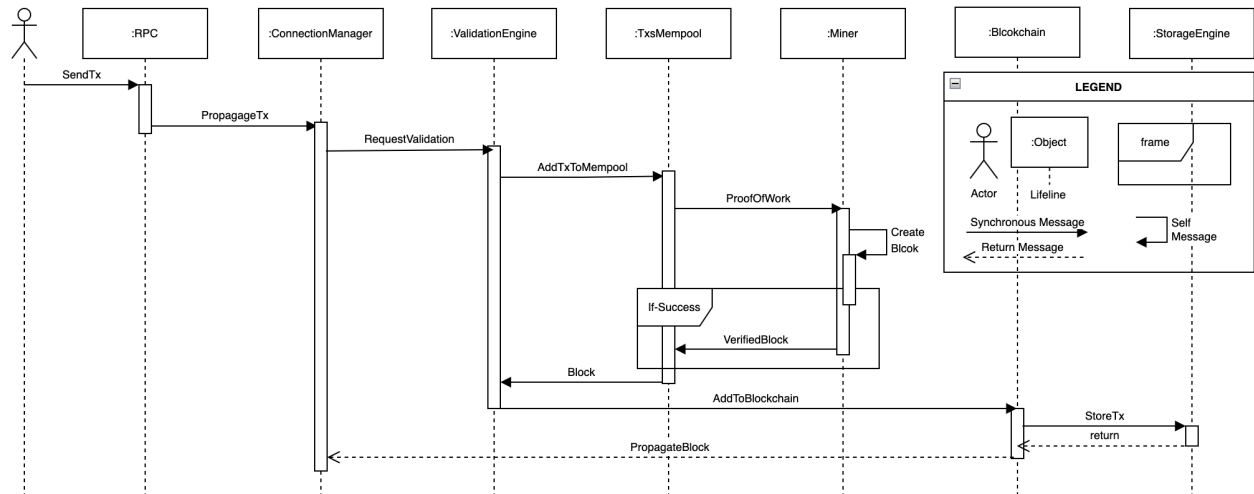 :RPC
:ConnectionManager
:ValidationEngine
:TxsMempool
:Miner
:Blcokchain
:StorageEngine
SendTx
PropagageTx
RequestValidation
AddTxToMempool
ProofOfWork
Create
Blcok
If-Success
VerifiedBlock
Block
AddToBlockchain
StoreTx
return
PropagateBlock
LEGEND
:Object
frame
Actor
Lifeline
Synchronous Message
Return Message
Self
Message